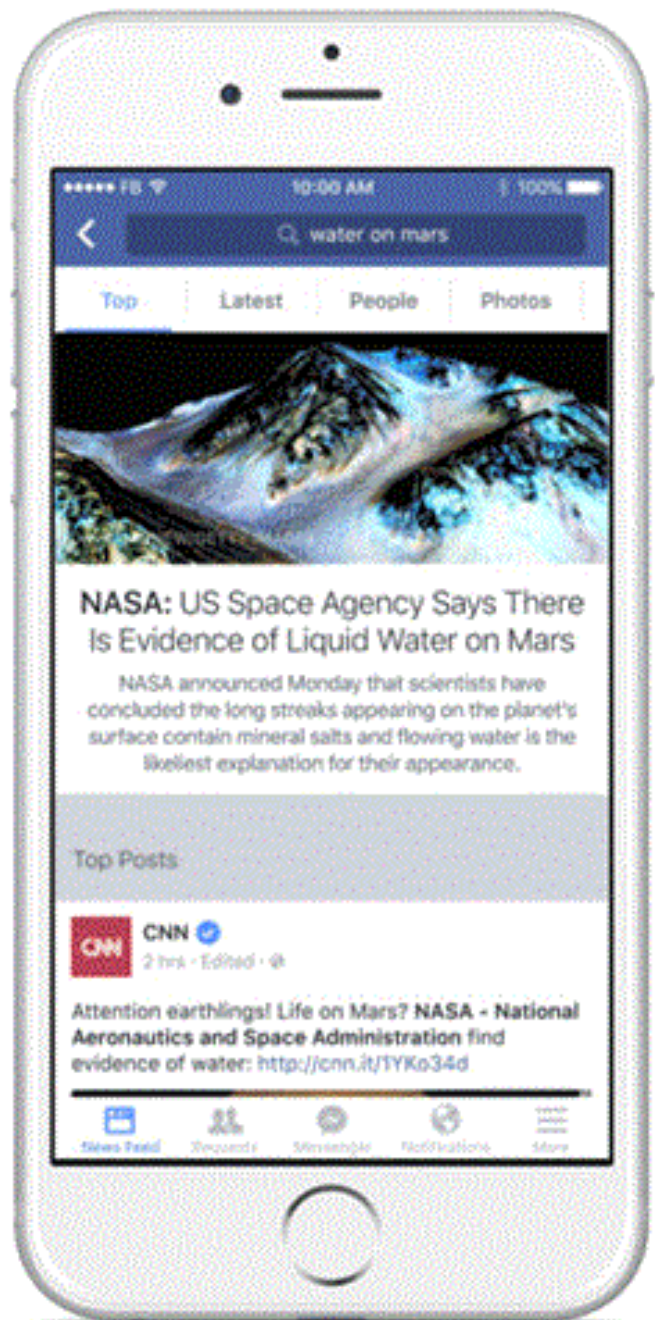 FB 10:00 AM 100%
water on mars
Top Latest People Photos
NASA: US Space Agency Says There
Is Evidence of Liquid Water on Mars
NASA announced Monday that scientists have
concluded the long streaks appearing on the planet's
surface contain mineral salts and flowing water is the
likeliest explanation for their appearance.
Top Posts
CNN
CNN
2 hrs · Edited ·
Attention earthlings! Life on Mars? NASA - National
Aeronautics and Space Administration find
evidence of water: http://cnn.it/1YKo34d
News Feed Requests Messenger Notifications More